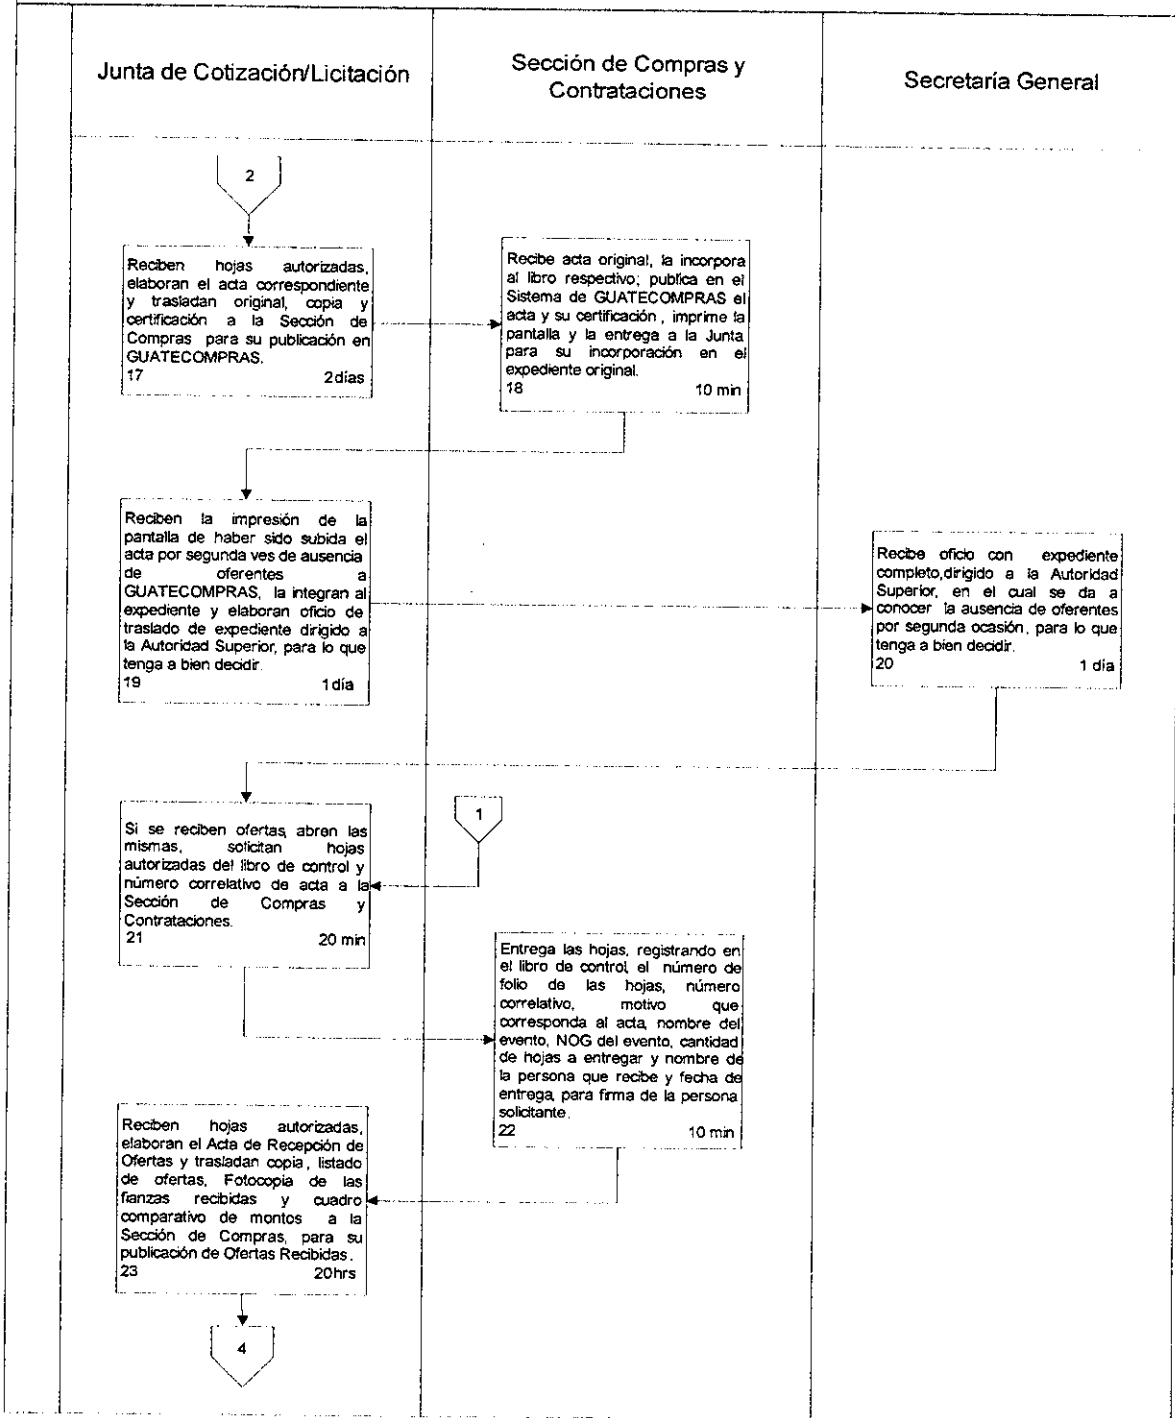 Junta de Cotización/Licitación
Sección de Compras y
Contrataciones
Secretaría General
2
Reciben hojas autorizadas,
elaboran el acta correspondiente
y trasladan original, copia y
certificación a la Sección de
Compras para su publicación en
GUATECOMPRAS.
17 2días
Recibe acta original, la incorpora
al libro respectivo; publica en el
Sistema de GUATECOMPRAS el
acta y su certificación, imprime la
pantalla y la entrega a la Junta
para su incorporación en el
expediente original.
18 10 min
Reciben la impresión de la
pantalla de haber sido subida el
acta por segunda ves de ausencia
de oferentes a
GUATECOMPRAS, la integran al
expediente y elaboran oficio de
traslado de expediente dirigido a
la Autoridad Superior, para lo que
tenga a bien decidir.
19 1día
Recibe oficio con expediente
completo,dirigido a la Autoridad
Superior, en el cual se da a
conocer la ausencia de oferentes
por segunda ocasión, para lo que
tenga a bien decidir.
20 1 día
Si se reciben ofertas, abren las
mismas, solicitan hojas
autorizadas del libro de control y
número correlativo de acta a la
Sección de Compras y
Contrataciones.
21 20 min
1
Entrega las hojas, registrando en
el libro de control, el número de
folio de las hojas, número
correlativo, motivo que
corresponda al acta, nombre del
evento, NOG del evento, cantidad
de hojas a entregar y nombre de
la persona que recibe y fecha de
entrega, para firma de la persona
solicitante.
22 10 min
Reciben hojas autorizadas,
elaboran el Acta de Recepción de
Ofertas y trasladan copia, listado
de ofertas, Fotocopia de las
fianzas recibidas y cuadro
comparativo de montos a la
Sección de Compras, para su
publicación de Ofertas Recibidas.
23 20hrs
4